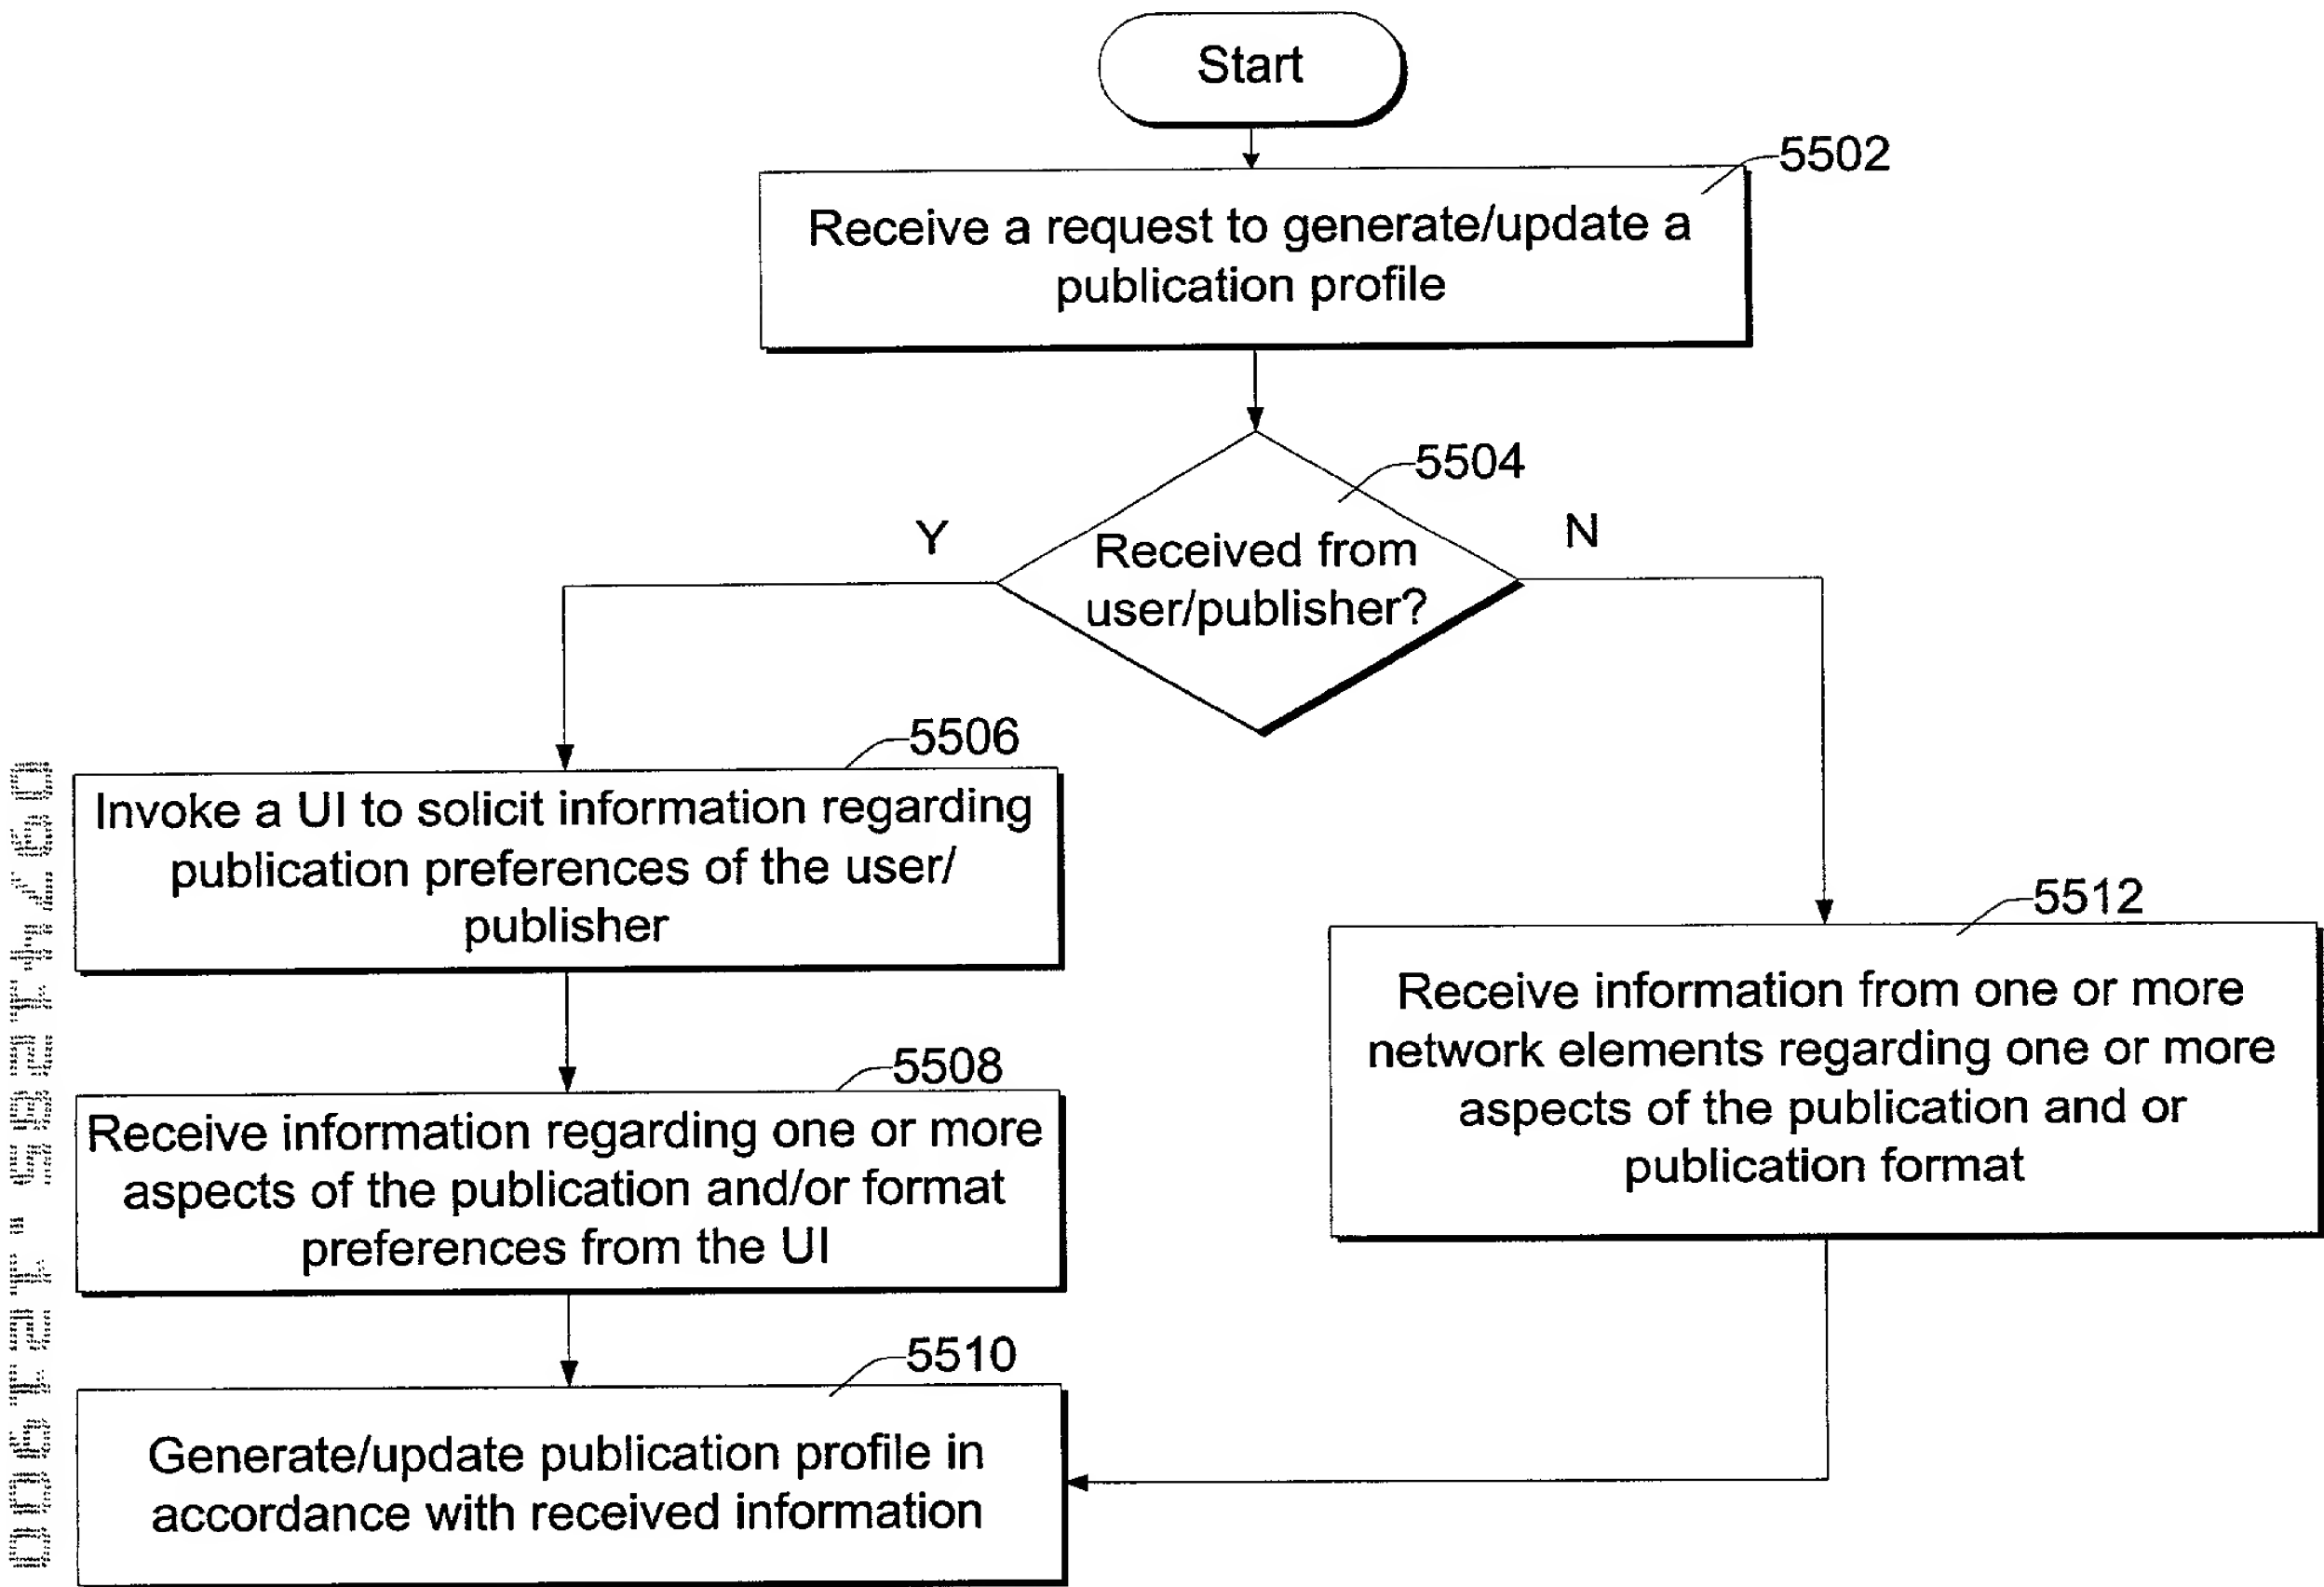 Start
5502
Receive a request to generate/update a
publication profile
5504
Y
N
Received from
user/publisher?
5506
Invoke a UI to solicit information regarding
publication preferences of the user/
publisher
5512
Receive information from one or more
network elements regarding one or more
aspects of the publication and or
publication format
5508
Receive information regarding one or more
aspects of the publication and/or format
preferences from the UI
5510
Generate/update publication profile in
accordance with received information